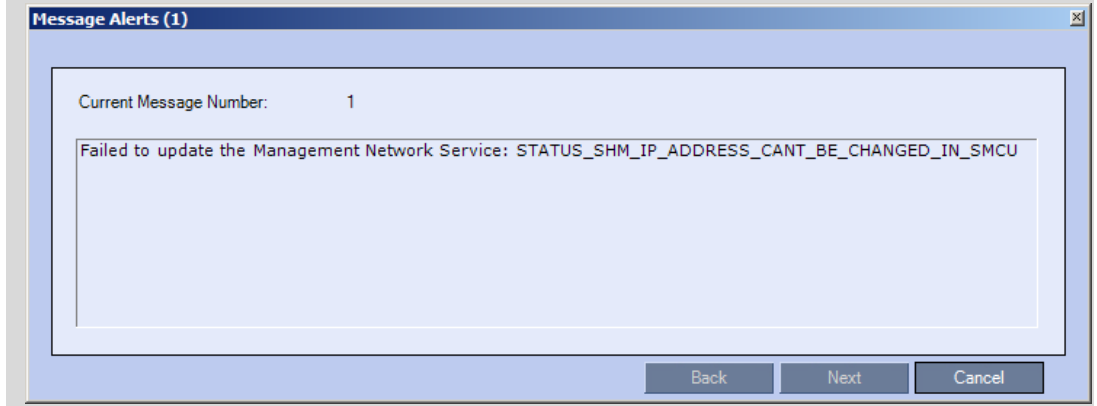 Message Alerts (1)
Current Message Number: 1
Failed to update the Management Network Service: STATUS_SHM_IP_ADDRESS_CANT_BE_CHANGED_IN_SMCU
Back Next Cancel